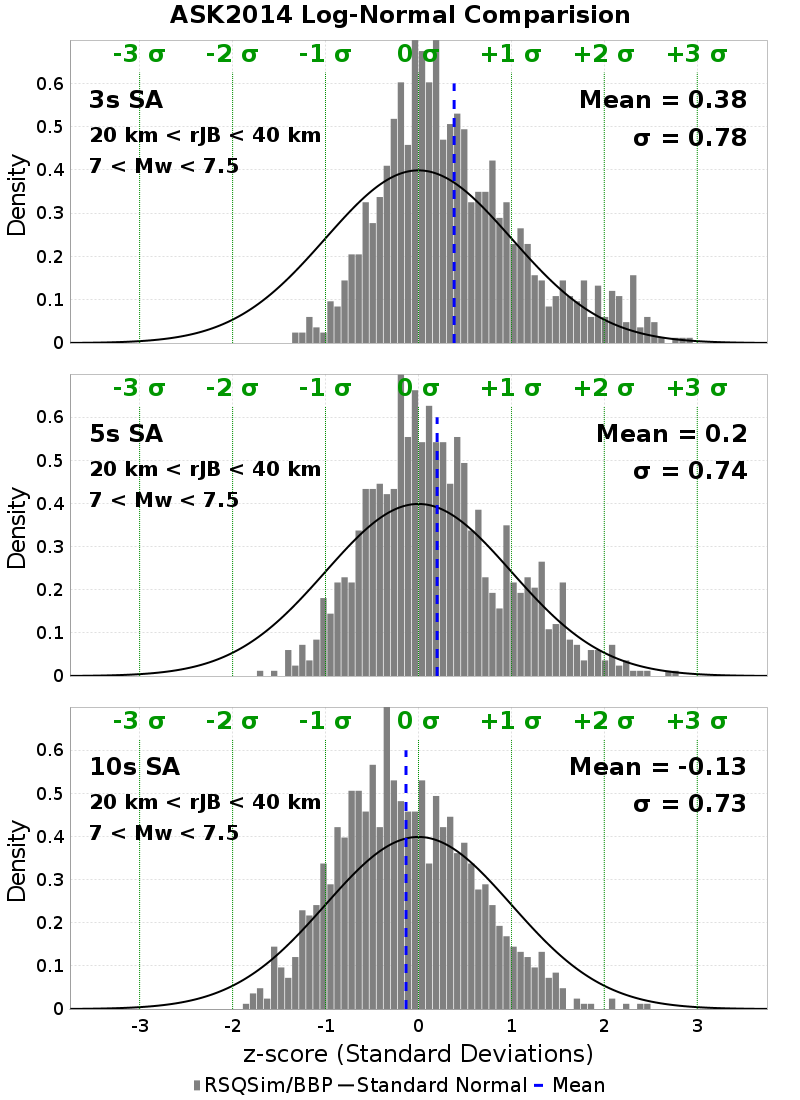 ASK2014 Log-Normal Comparision
-3 σ -2 σ -1 σ 0 σ +1 σ +2 σ +3 σ
3s SA
20 km < rJB < 40 km
7 < Mw < 7.5
Mean = 0.38
σ = 0.78
Density
0.6
0.5
0.4
0.3
0.2
0.1
0
-3 σ -2 σ -1 σ 0 σ +1 σ +2 σ +3 σ
5s SA
20 km < rJB < 40 km
7 < Mw < 7.5
Mean = 0.2
σ = 0.74
Density
0.6
0.5
0.4
0.3
0.2
0.1
0
-3 σ -2 σ -1 σ 0 σ +1 σ +2 σ +3 σ
10s SA
20 km < rJB < 40 km
7 < Mw < 7.5
Mean = -0.13
σ = 0.73
Density
0.6
0.5
0.4
0.3
0.2
0.1
0
-3 -2 -1 0 1 2 3
z-score (Standard Deviations)
RSQSim/BBP Standard Normal Mean